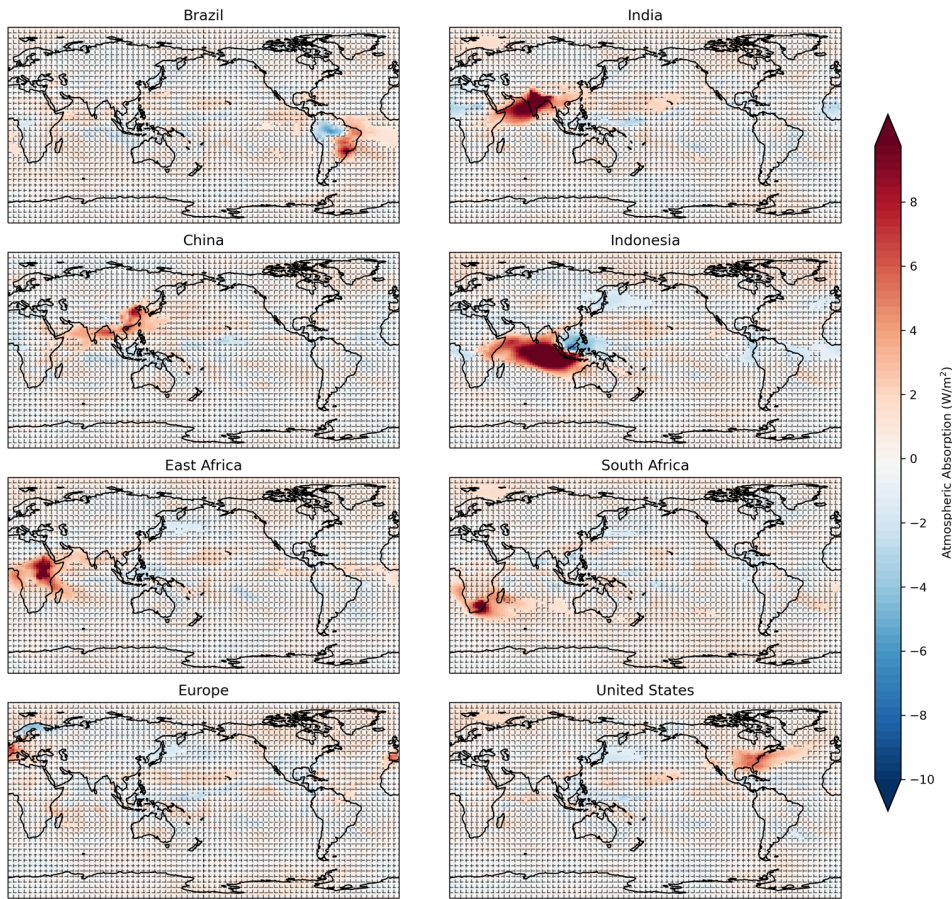 Brazil
India
China
Indonesia
East Africa
South Africa
Europe
United States
8
6
4
2
0
−2
−4
−6
−8
−10
Atmospheric Absorption (W/m²)